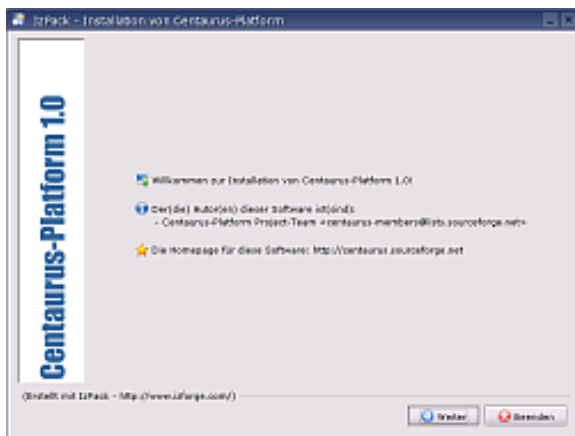 IzPack - Installation von Centaurus-Platform
Centaurus-Platform 1.0
Willkommen zur Installation von Centaurus-Platform 1.0!
Der(die) Autor(en) dieser Software ist(sind):
- Centaurus-Platform Project-Team <centaurus-members@lists.sourceforge.net>
Die Homepage für diese Software: http://centaurus.sourceforge.net
(Erstellt mit IzPack - http://www.izforge.com/)
Weiter
Beenden